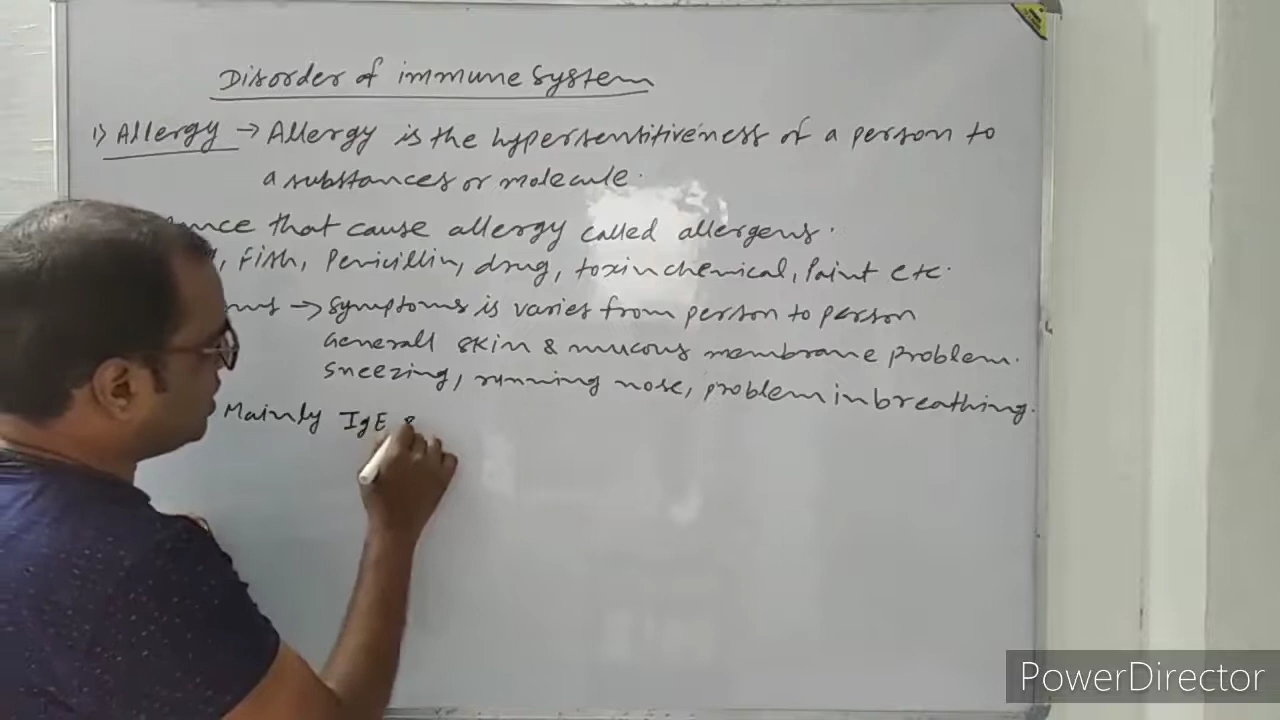 Disorder of immune System
1) Allergy → Allergy is the hypersensitiveness of a person to
a substances or molecule.
that cause allergy called allergens.
, Fish, Penicillin, drug, toxin chemical, Paint etc.
→ Symptoms is varies from person to person
Generall skin & mucous membrane problem.
Sneezing, running nose, problem in breathing.
Mainly IgE &
PowerDirector